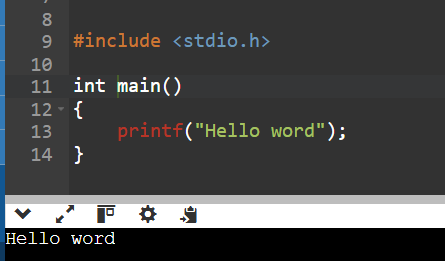 8
9 #include <stdio.h>
10
11 int main()
12 {
13 printf("Hello word");
14 }
Hello word